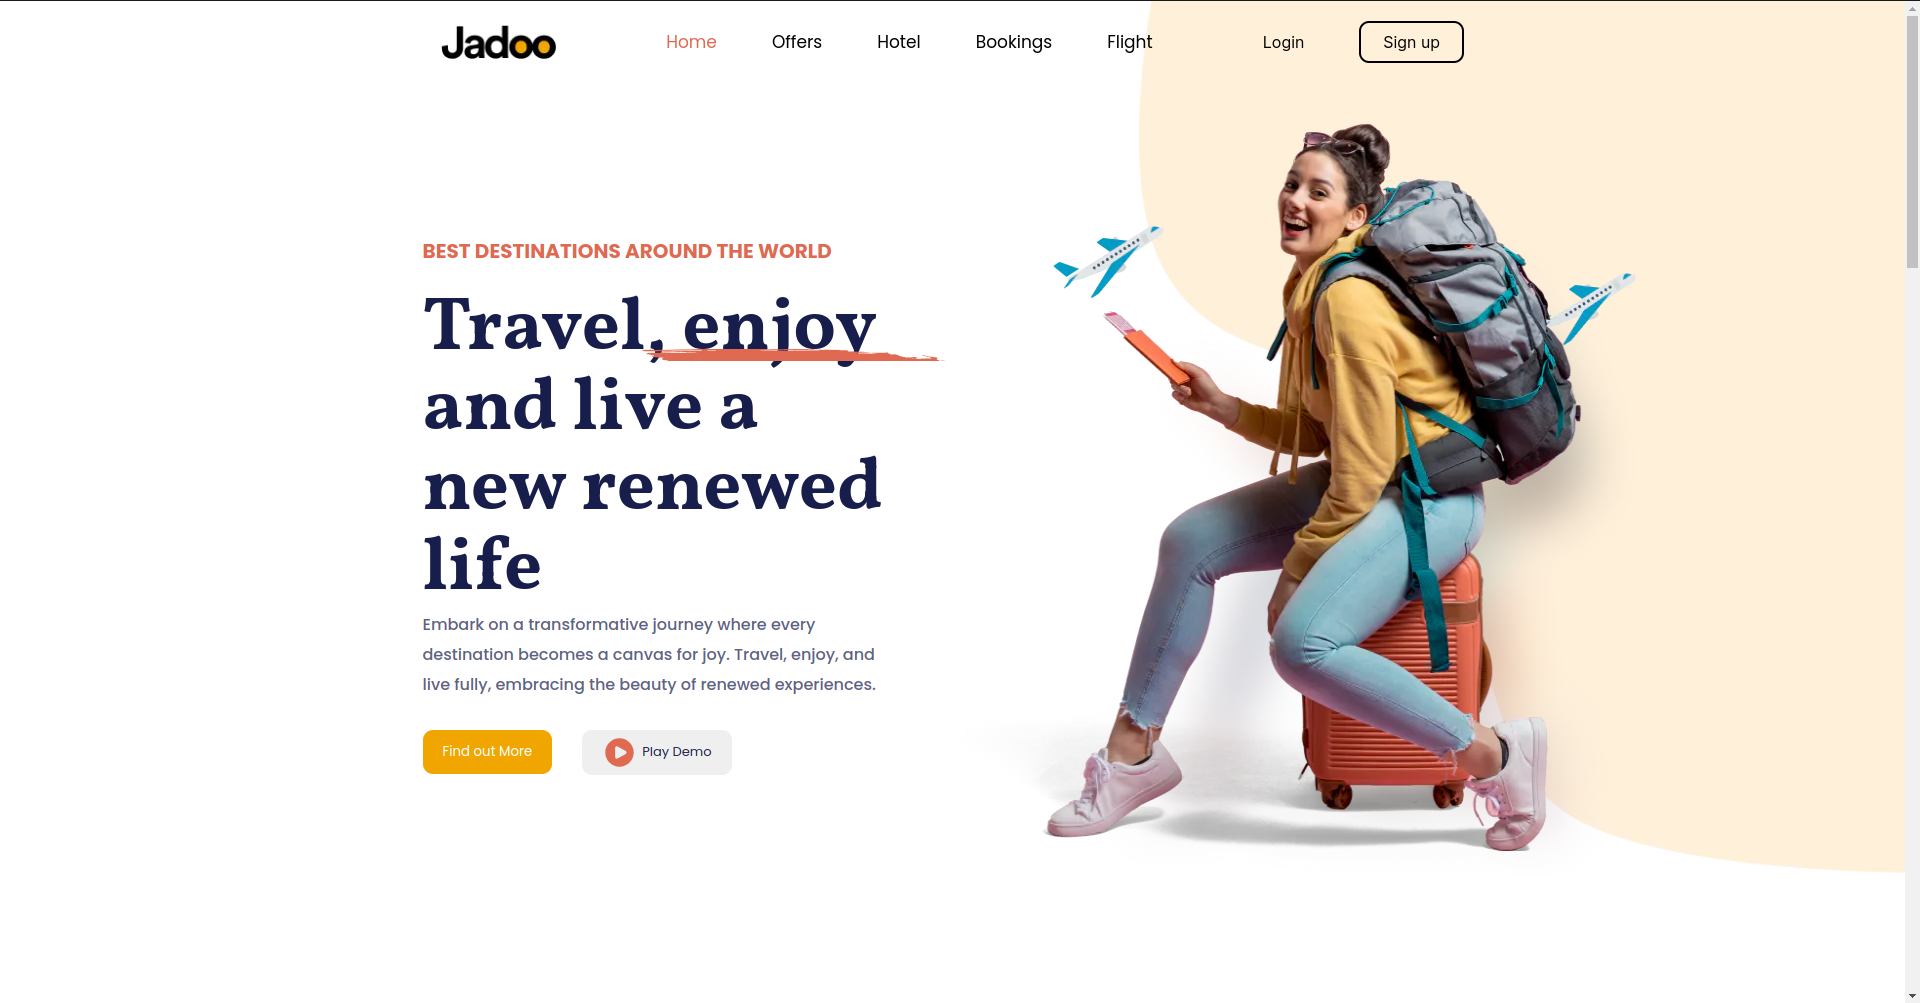 Jadoo
Home Offers Hotel Bookings Flight Login Sign up
BEST DESTINATIONS AROUND THE WORLD
Travel, enjoy
and live a
new renewed
life
Embark on a transformative journey where every
destination becomes a canvas for joy. Travel, enjoy, and
live fully, embracing the beauty of renewed experiences.
Find out More Play Demo